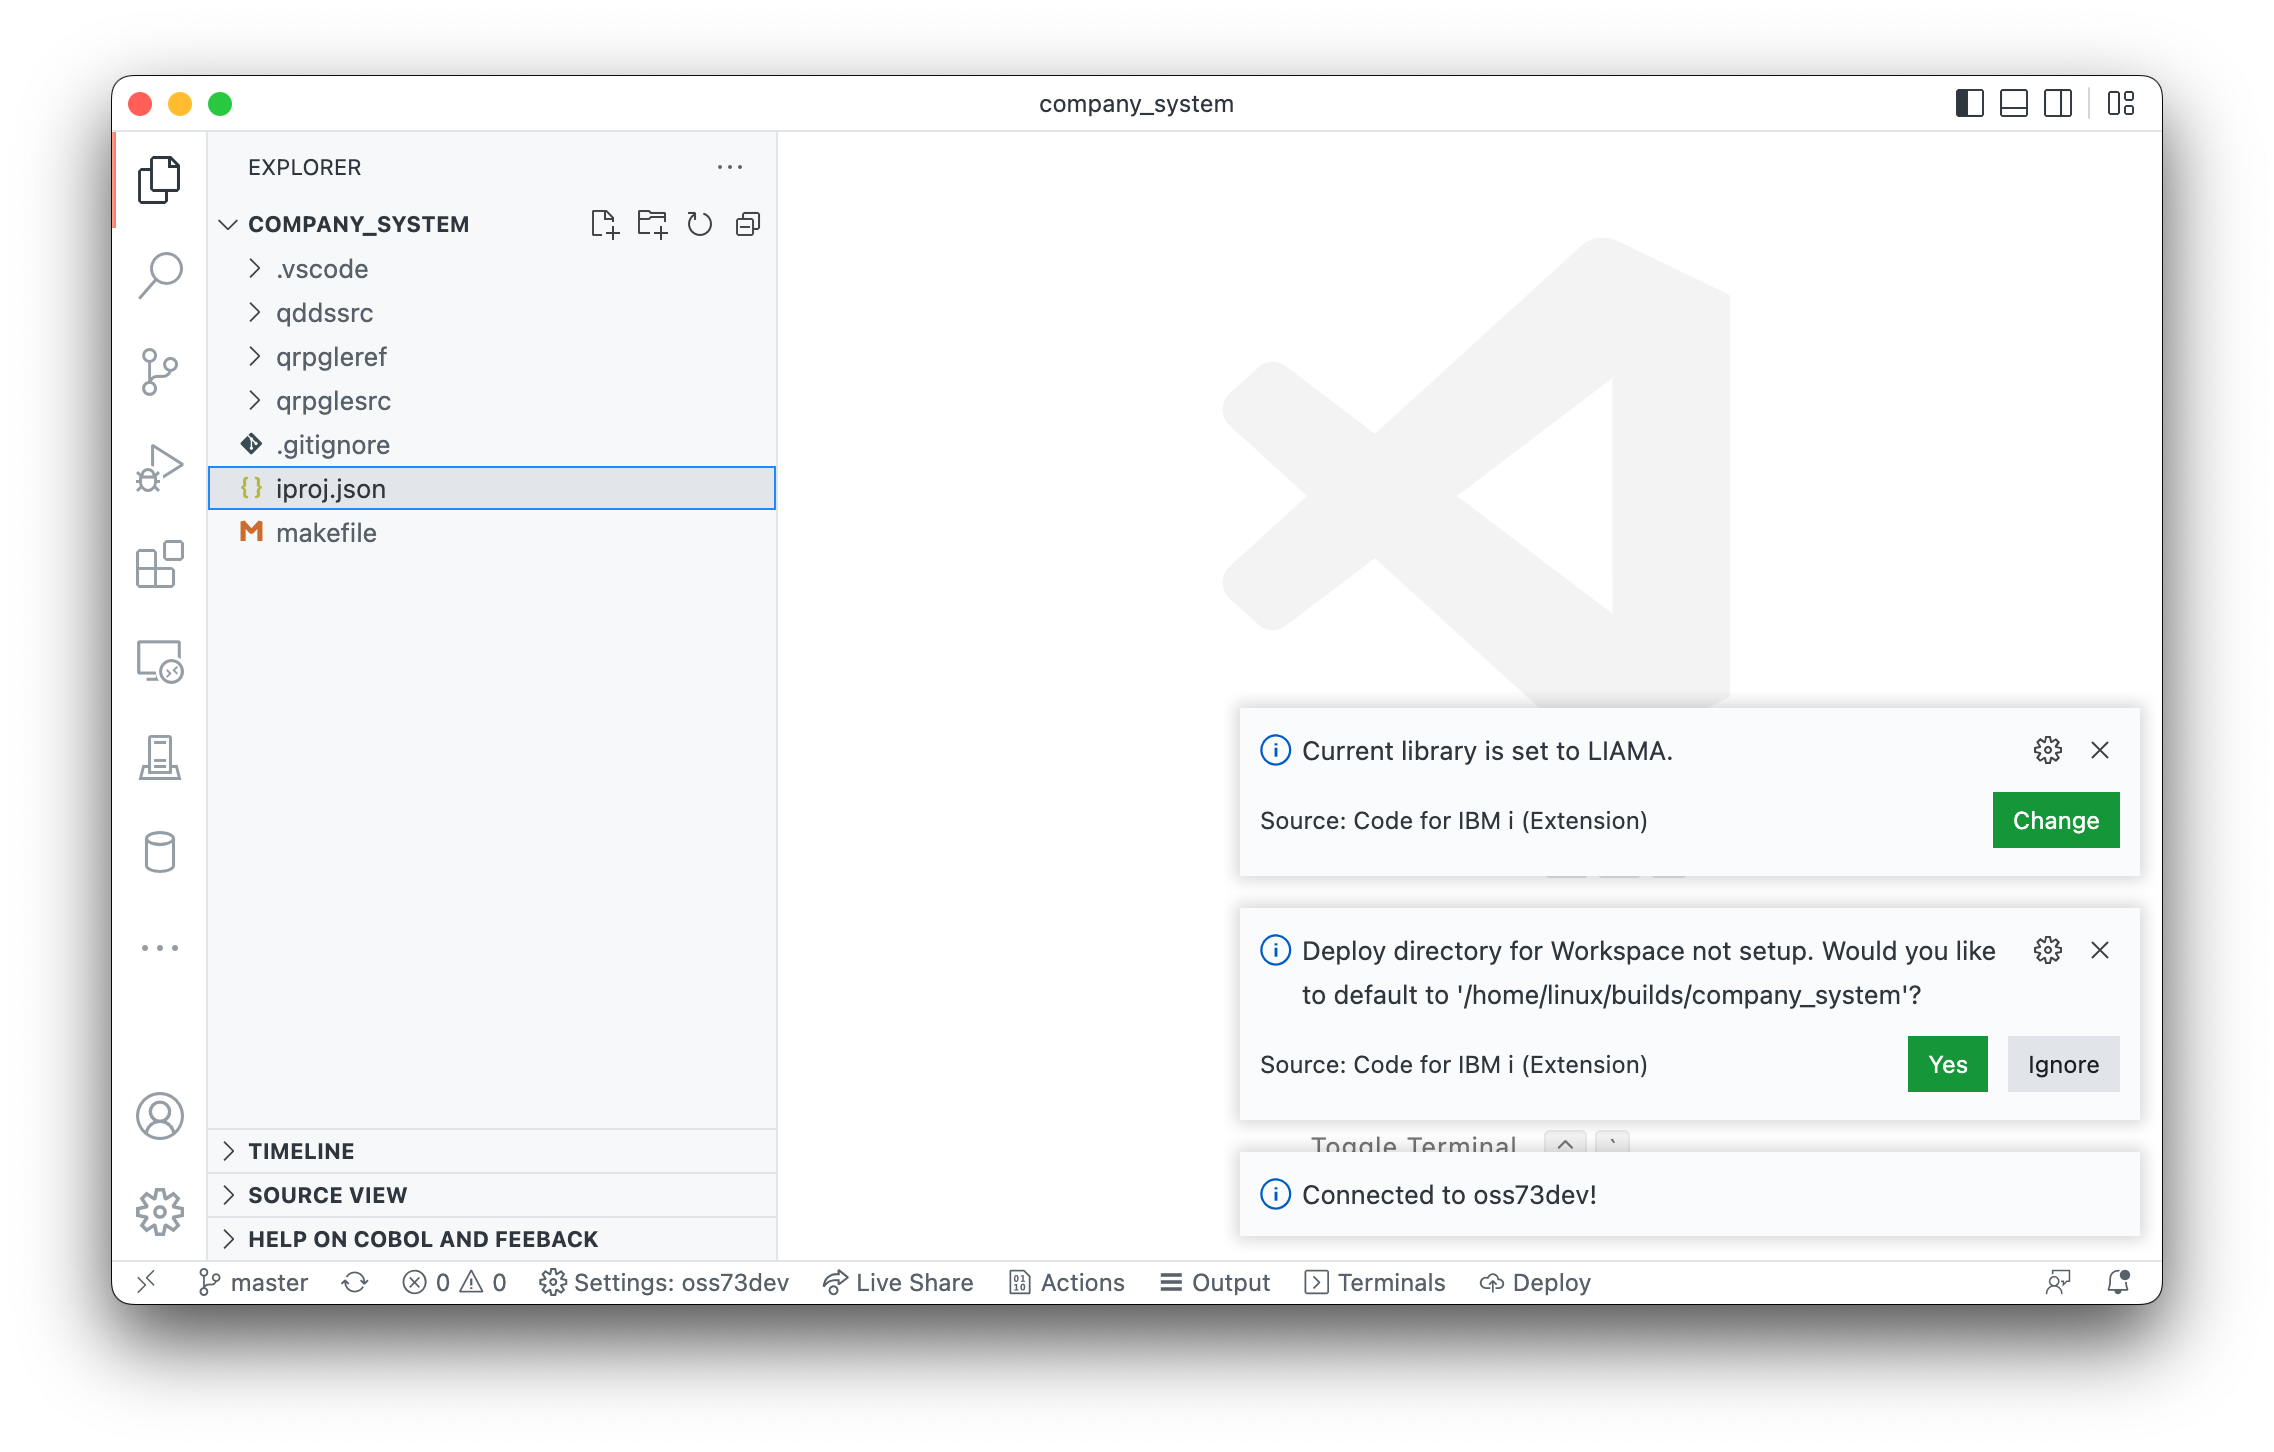 company_system
EXPLORER
COMPANY_SYSTEM
.vscode
qddssrc
qrpgleref
qrpglesrc
.gitignore
{} iproj.json
M makefile
TIMELINE
SOURCE VIEW
HELP ON COBOL AND FEEBACK
Current library is set to LIAMA.
Source: Code for IBM i (Extension)
Change
Deploy directory for Workspace not setup. Would you like
to default to '/home/linux/builds/company_system'?
Source: Code for IBM i (Extension)
Yes
Ignore
Toggle Terminal ^ `
Connected to oss73dev!
master
0
0
Settings: oss73dev
Live Share
Actions
Output
Terminals
Deploy